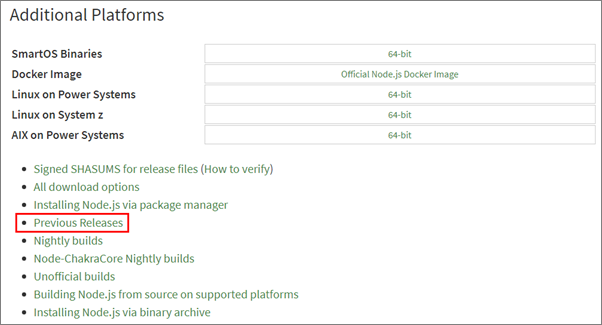 Additional Platforms
SmartOS Binaries 64-bit
Docker Image Official Node.js Docker Image
Linux on Power Systems 64-bit
Linux on System z 64-bit
AIX on Power Systems 64-bit
• Signed SHASUMS for release files (How to verify)
• All download options
• Installing Node.js via package manager
• Previous Releases
• Nightly builds
• Node-ChakraCore Nightly builds
• Unofficial builds
• Building Node.js from source on supported platforms
• Installing Node.js via binary archive